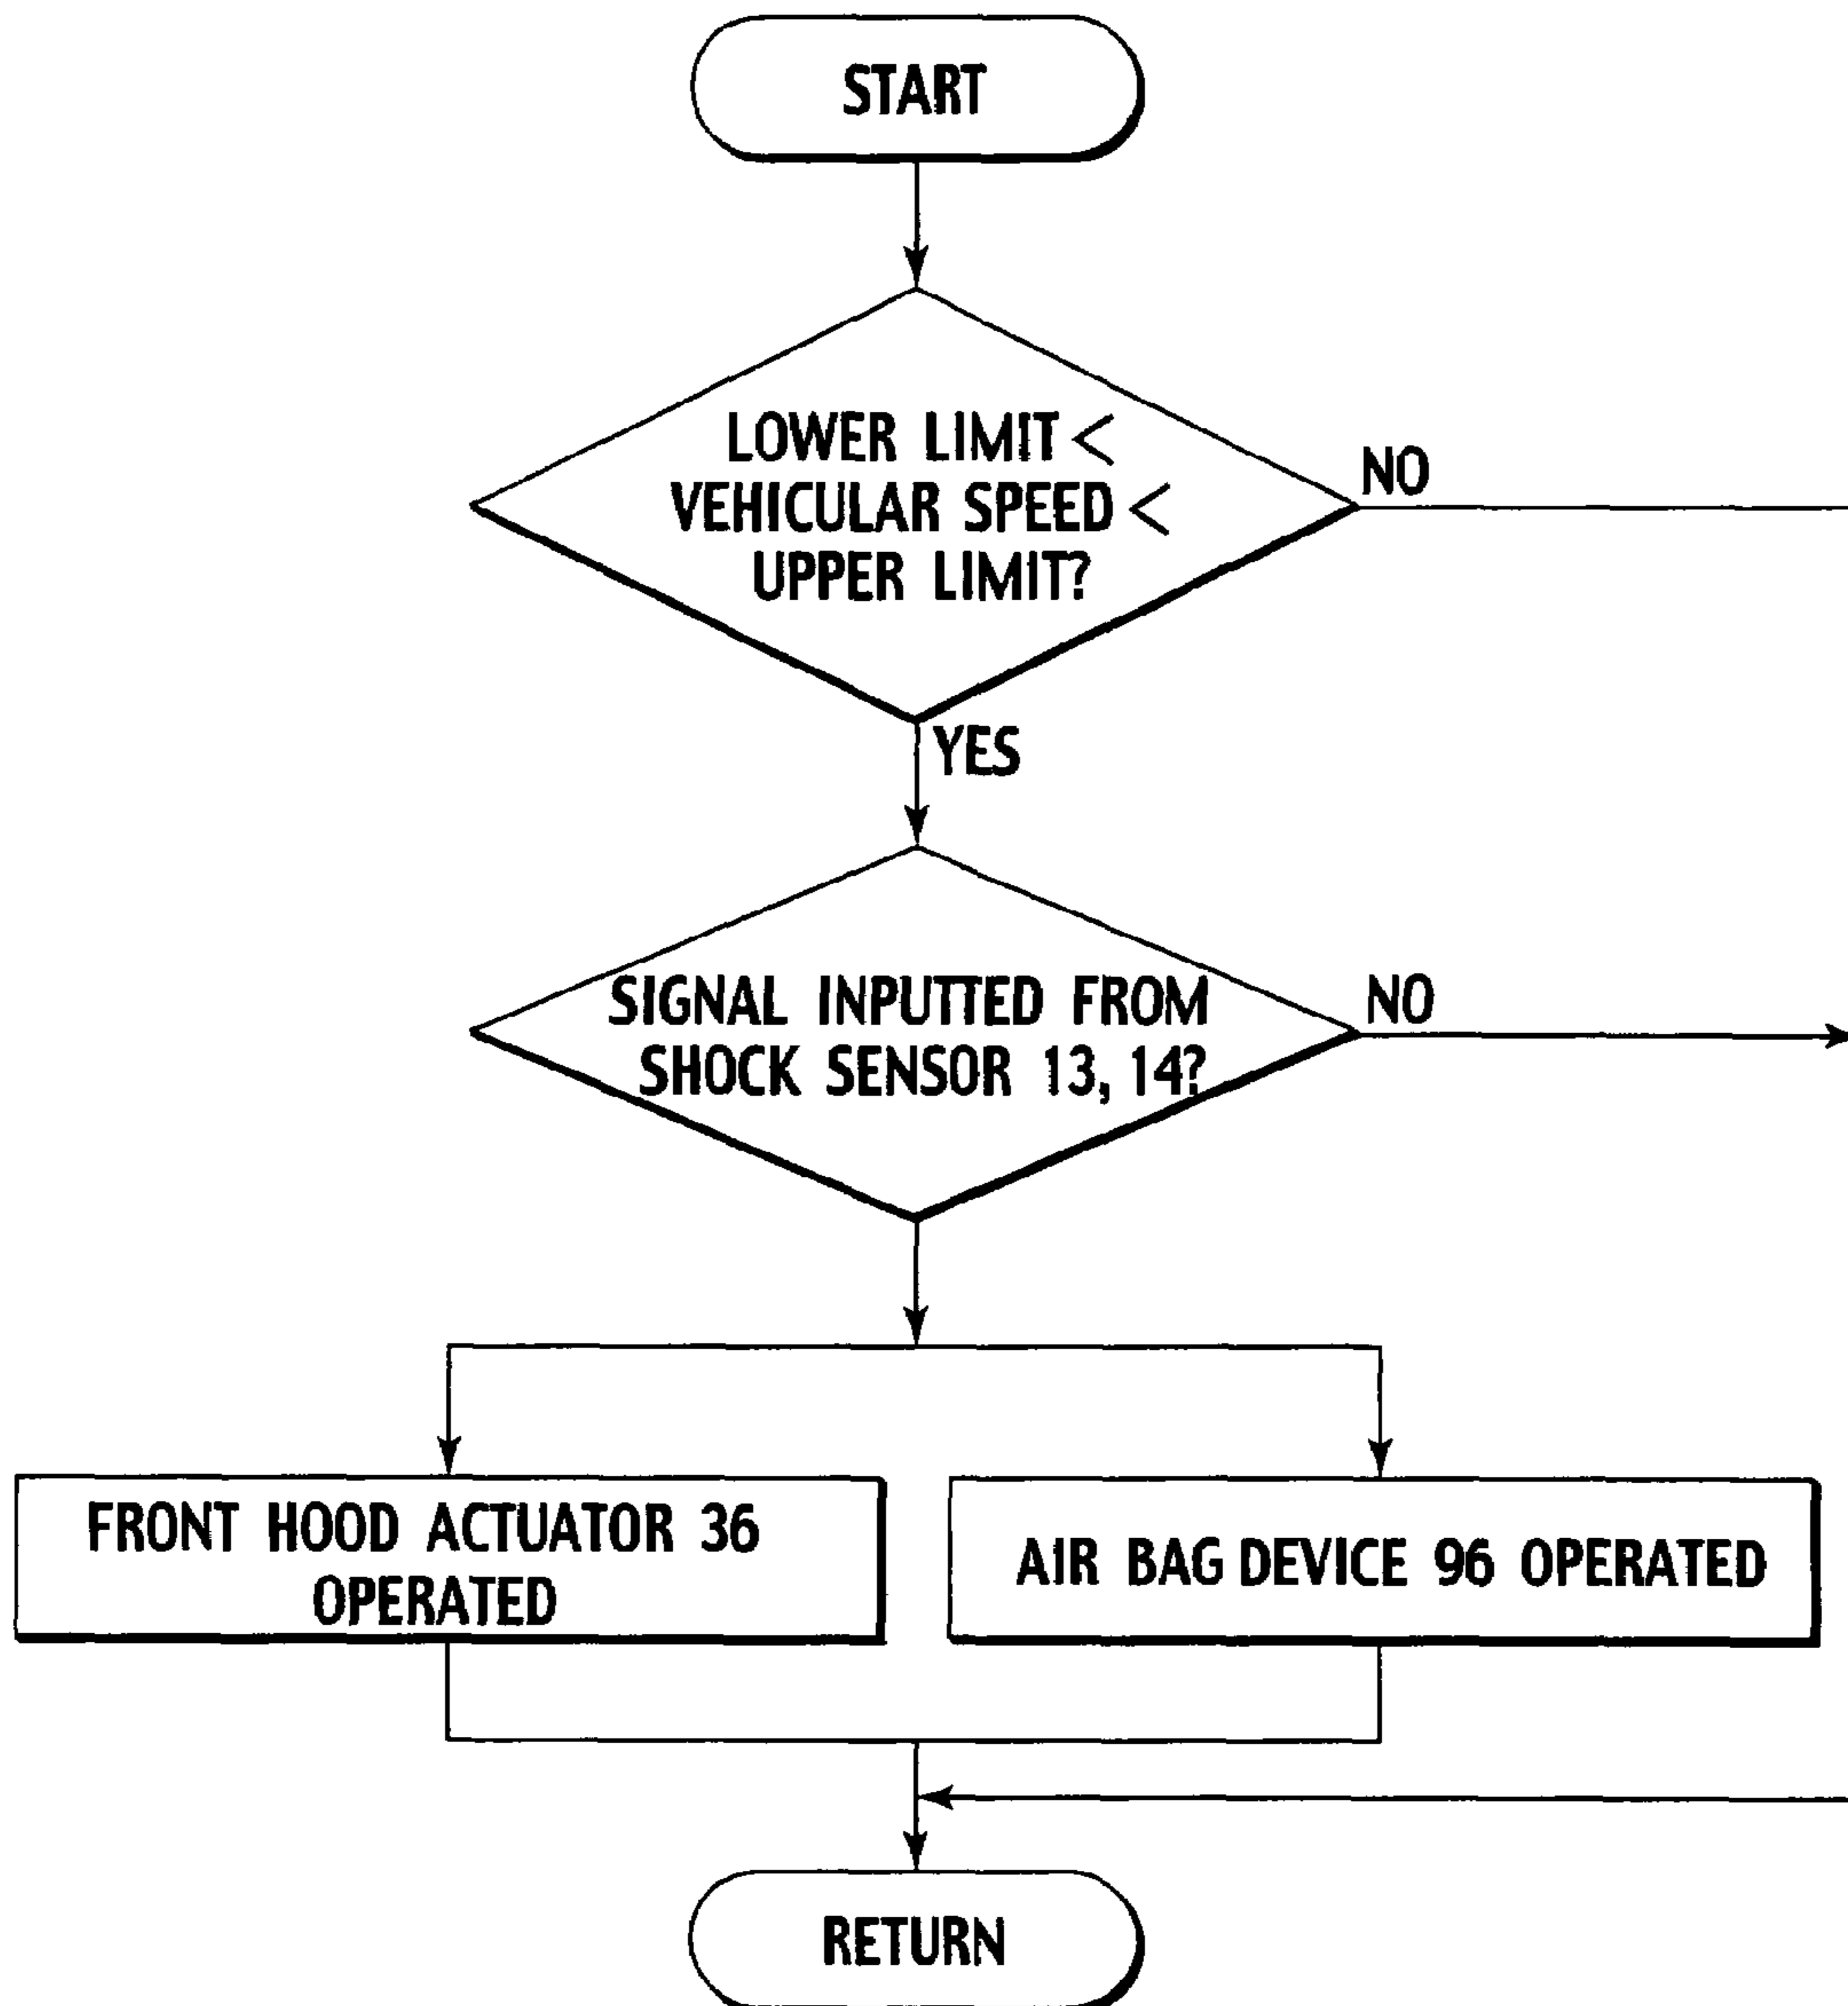 START
LOWER LIMIT <
VEHICULAR SPEED <
UPPER LIMIT?
NO
YES
SIGNAL INPUTTED FROM
SHOCK SENSOR 13, 14?
NO
FRONT HOOD ACTUATOR 36
OPERATED
AIR BAG DEVICE 96 OPERATED
RETURN